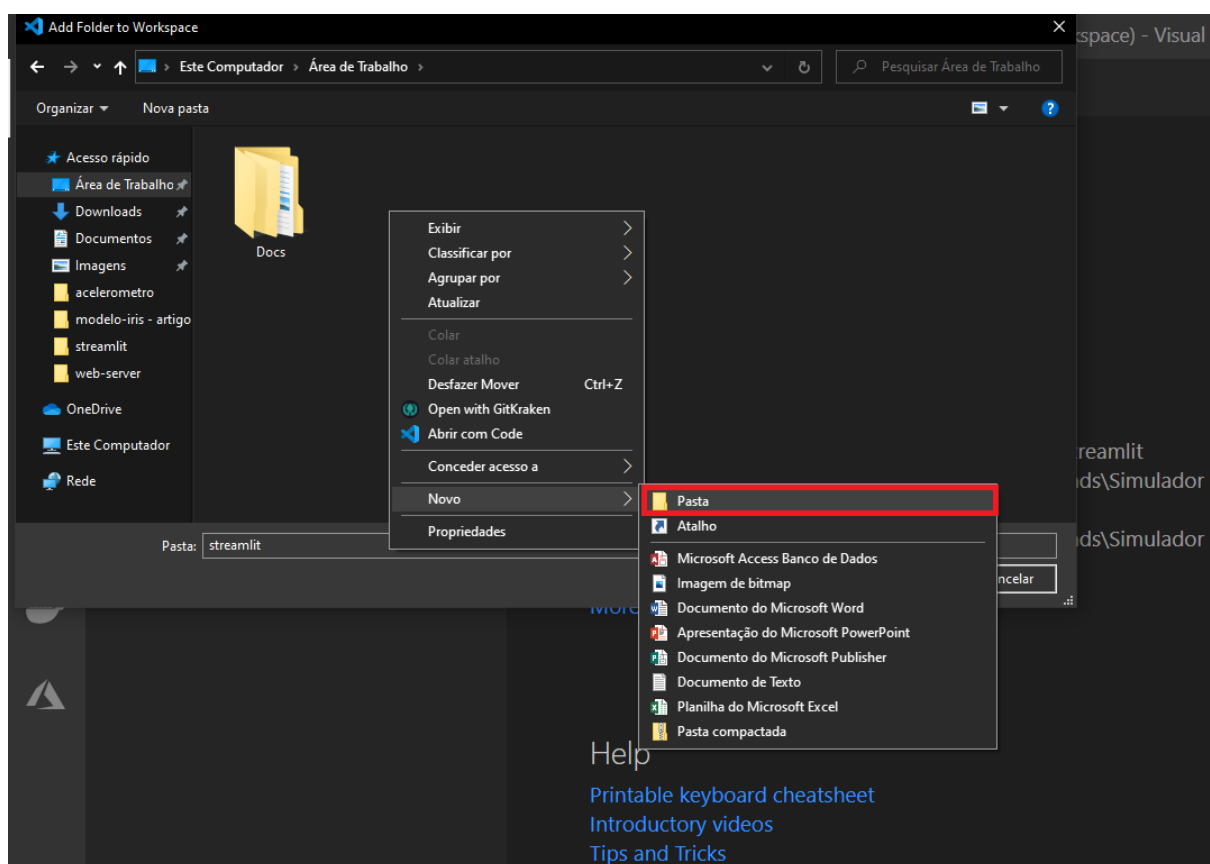 Add Folder to Workspace
space) - Visual
Este Computador > Área de Trabalho >
Pesquisar Área de Trabalho
Organizar
Nova pasta
Acesso rápido
Área de Trabalho
Downloads
Documentos
Imagens
acelerometro
modelo-iris - artigo
streamlit
web-server
OneDrive
Este Computador
Rede
Docs
Exibir
Classificar por
Agrupar por
Atualizar
Colar
Colar atalho
Desfazer Mover Ctrl+Z
Open with GitKraken
Abrir com Code
Conceder acesso a
Novo
Propriedades
Pasta
Atalho
Microsoft Access Banco de Dados
Imagem de bitmap
Documento do Microsoft Word
Apresentação do Microsoft PowerPoint
Documento do Microsoft Publisher
Documento de Texto
Planilha do Microsoft Excel
Pasta compactada
Pasta: streamlit
ncelar
reamlit
ds\Simulador
ds\Simulador
Help
Printable keyboard cheatsheet
Introductory videos
Tips and Tricks